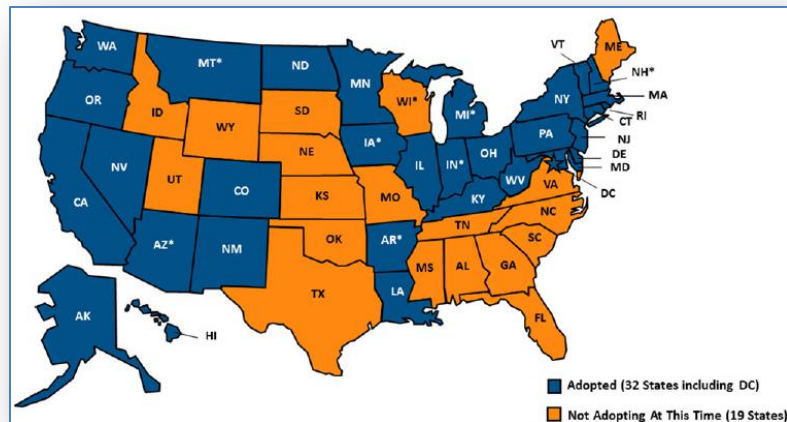 WA
MT*
ND
MN
VT
ME
NH*
MA
OR
ID
SD
WI*
MI*
NY
RI
CT
WY
IA*
PA
NJ
NV
NE
IL
IN*
OH
DE
MD
UT
CO
WV
VA
DC
CA
KS
MO
KY
NC
TN
AZ*
NM
OK
AR*
SC
MS
AL
GA
TX
LA
FL
AK
HI
Adopted (32 States including DC)
Not Adopting At This Time (19 States)